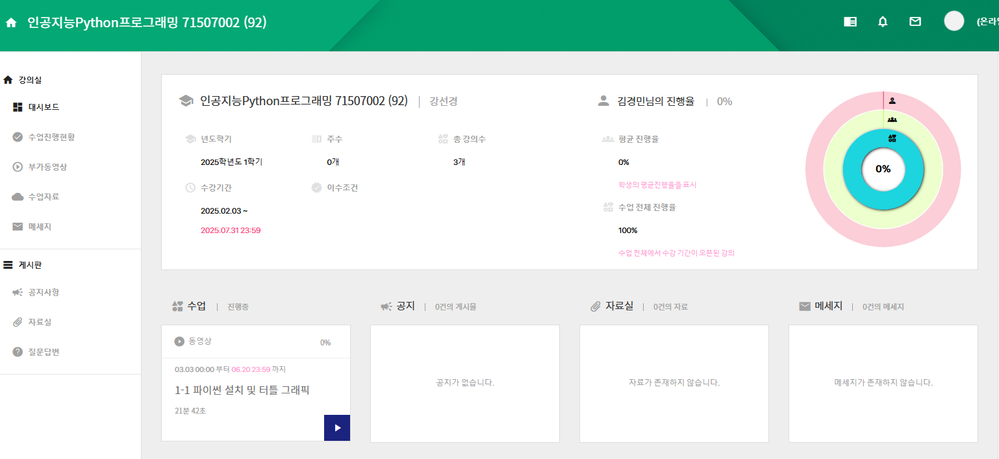 인공지능Python프로그래밍 71507002 (92)
(온라인
강의실
대시보드
수업진행현황
부가동영상
수업자료
메세지
게시판
공지사항
자료실
질문답변
인공지능Python프로그래밍 71507002 (92) | 강선경
년도학기
주수
총 강의수
2025학년도 1학기
0개
3개
수강기간
이수조건
2025.02.03 ~
2025.07.31 23:59
김경민님의 진행율 | 0%
평균 진행율
0%
학생의 평균진행율을 표시
수업 전체 진행율
100%
수업 전체에서 수강 기간이 오픈된 강의
0%
수업 | 진행중
동영상 0%
03.03 00:00 부터 06.20 23:59 까지
1-1 파이썬 설치 및 터틀 그래픽
21분 42초
공지 | 0건의 게시물
공지가 없습니다.
자료실 | 0건의 자료
자료가 존재하지 않습니다.
메세지 | 0건의 메세지
메세지가 존재하지 않습니다.